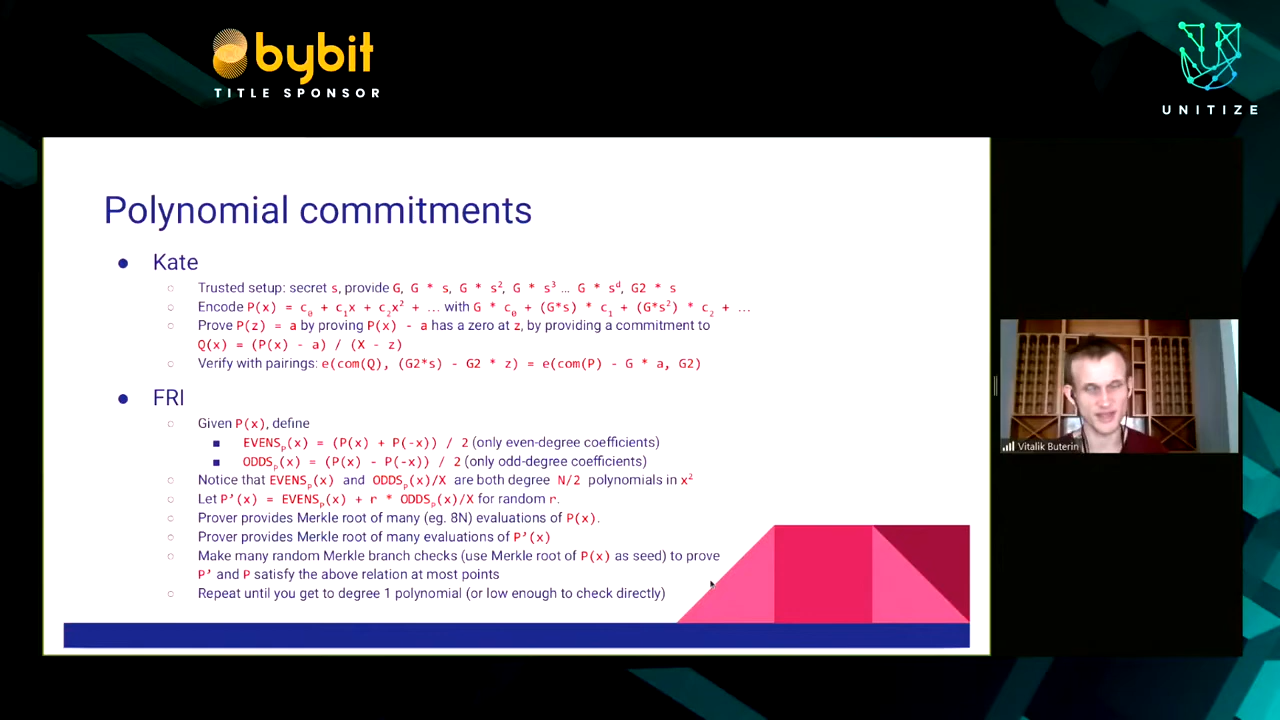 bybit
TITLE SPONSOR
UNITIZE
Polynomial commitments
● Kate
○ Trusted setup: secret s, provide G, G * s, G * s², G * s³ … G * sᵈ, G2 * s
○ Encode P(x) = c₀ + c₁x + c₂x² + … with G * c₀ + (G*s) * c₁ + (G*s²) * c₂ + …
○ Prove P(z) = a by proving P(x) - a has a zero at z, by providing a commitment to
Q(x) = (P(x) - a) / (X - z)
○ Verify with pairings: e(com(Q), (G2*s) - G2 * z) = e(com(P) - G * a, G2)
● FRI
○ Given P(x), define
■ EVENSₚ(x) = (P(x) + P(-x)) / 2 (only even-degree coefficients)
■ ODDSₚ(x) = (P(x) - P(-x)) / 2 (only odd-degree coefficients)
○ Notice that EVENSₚ(x) and ODDSₚ(x)/X are both degree N/2 polynomials in x²
○ Let P'(x) = EVENSₚ(x) + r * ODDSₚ(x)/X for random r.
○ Prover provides Merkle root of many (eg. 8N) evaluations of P(x).
○ Prover provides Merkle root of many evaluations of P'(x)
○ Make many random Merkle branch checks (use Merkle root of P(x) as seed) to prove
P' and P satisfy the above relation at most points
○ Repeat until you get to degree 1 polynomial (or low enough to check directly)
Vitalik Buterin